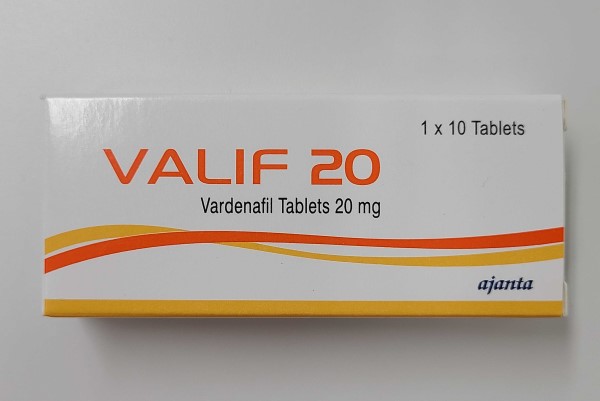 1 x 10 Tablets
VALIF 20
Vardenafil Tablets 20 mg
ajanta